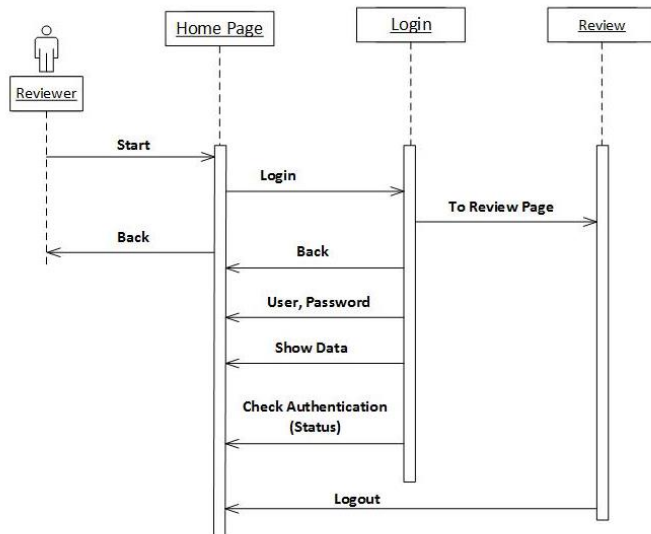 Home Page
Login
Review
Reviewer
Start
Login
To Review Page
Back
Back
User, Password
Show Data
Check Authentication
(Status)
Logout